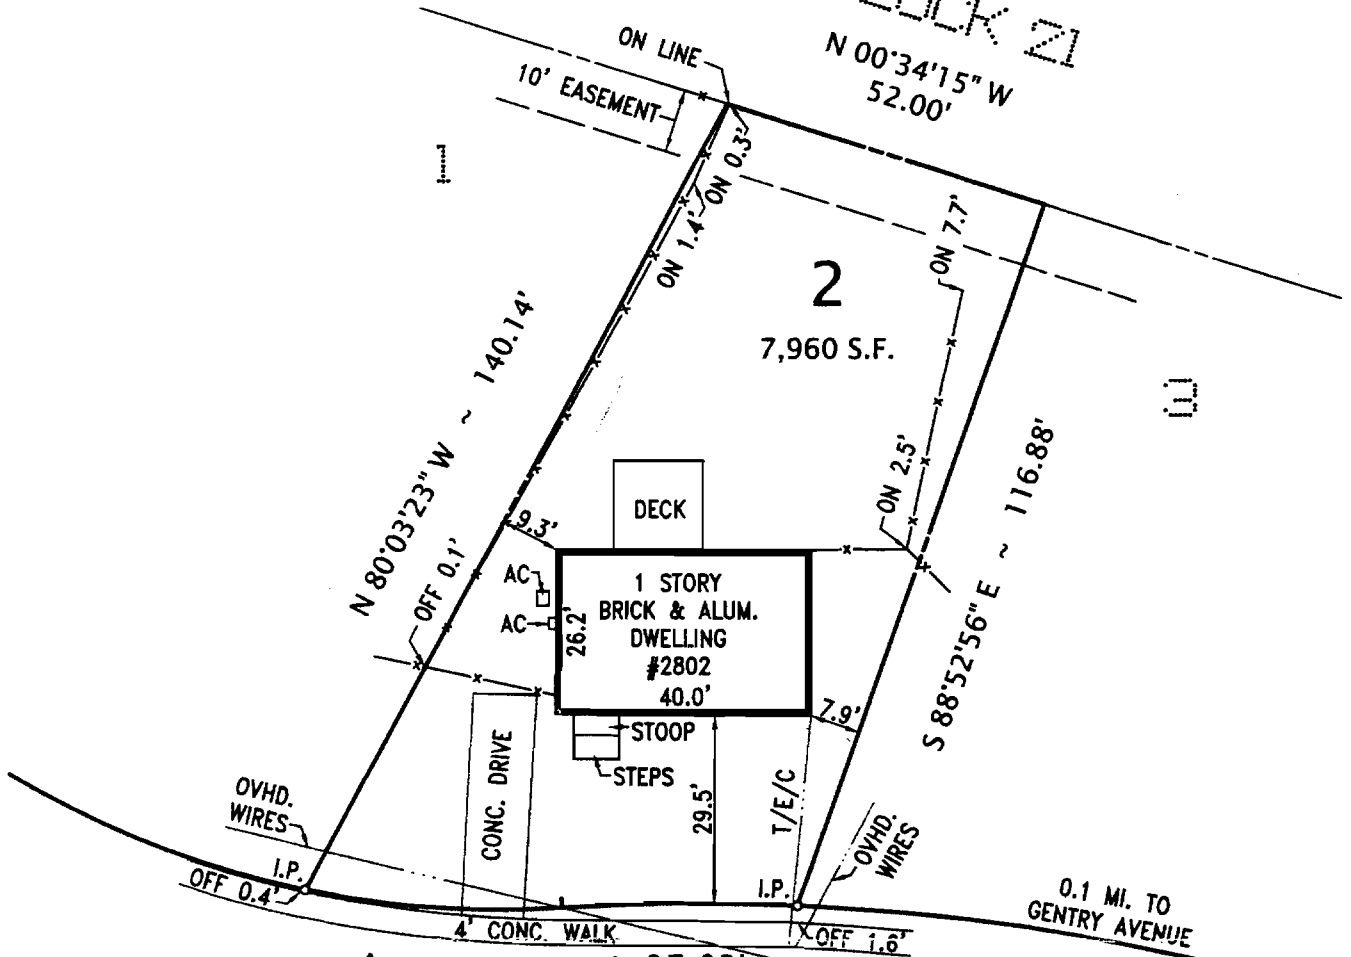 BLOCK 21
N 00°34'15" W
52.00'
ON LINE
10' EASEMENT
1
ON 0.3'
ON 1.4'
ON 7.7'
2
7,960 S.F.
3
N 80°03'23" W ~ 140.14'
S 88°52'56" E ~ 116.88'
ON 2.5'
DECK
9.3'
OFF 0.1'
AC
AC
26.2'
1 STORY
BRICK & ALUM.
DWELLING
#2802
40.0'
7.9'
STOOP
STEPS
CONC. DRIVE
29.5'
T/E/C
OVHD.
WIRES
OVHD.
WIRES
I.P.
OFF 0.4'
I.P.
OFF 1.6'
4' CONC. WALK
0.1 MI. TO
GENTRY AVENUE